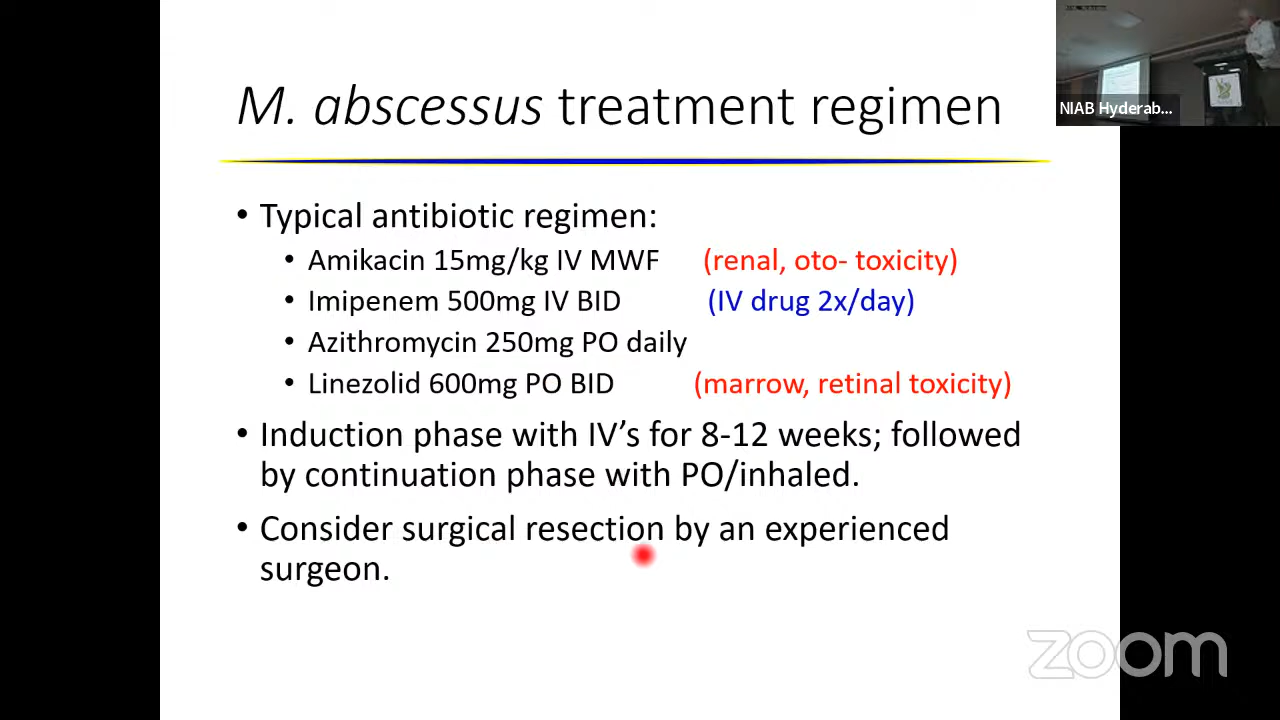 M. abscessus treatment regimen
NIAB Hyderab...
• Typical antibiotic regimen:
• Amikacin 15mg/kg IV MWF (renal, oto- toxicity)
• Imipenem 500mg IV BID (IV drug 2x/day)
• Azithromycin 250mg PO daily
• Linezolid 600mg PO BID (marrow, retinal toxicity)
• Induction phase with IV's for 8-12 weeks; followed
by continuation phase with PO/inhaled.
• Consider surgical resection by an experienced
surgeon.
zoom